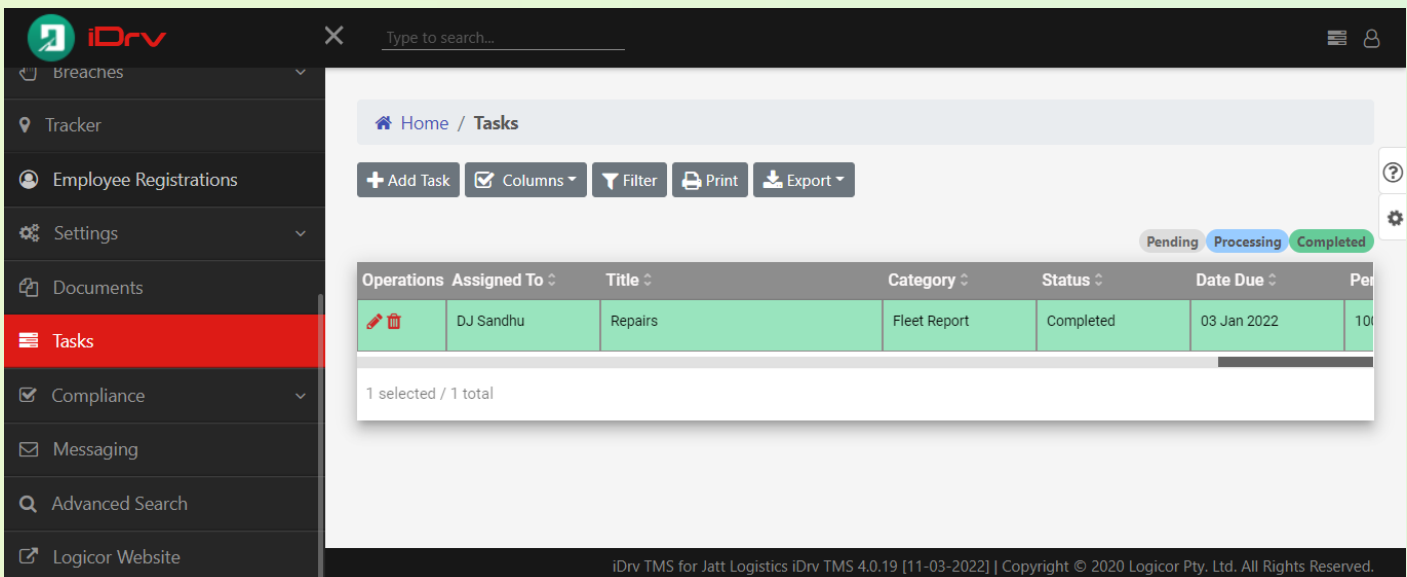 iDrv
Type to search...
Breaches
Tracker
Employee Registrations
Settings
Documents
Tasks
Compliance
Messaging
Advanced Search
Logicor Website
Home / Tasks
Add Task Columns Filter Print Export
Pending Processing Completed
Operations Assigned To Title Category Status Date Due Per
DJ Sandhu Repairs Fleet Report Completed 03 Jan 2022 100
1 selected / 1 total
iDrv TMS for Jatt Logistics iDrv TMS 4.0.19 [11-03-2022] | Copyright © 2020 Logicor Pty. Ltd. All Rights Reserved.